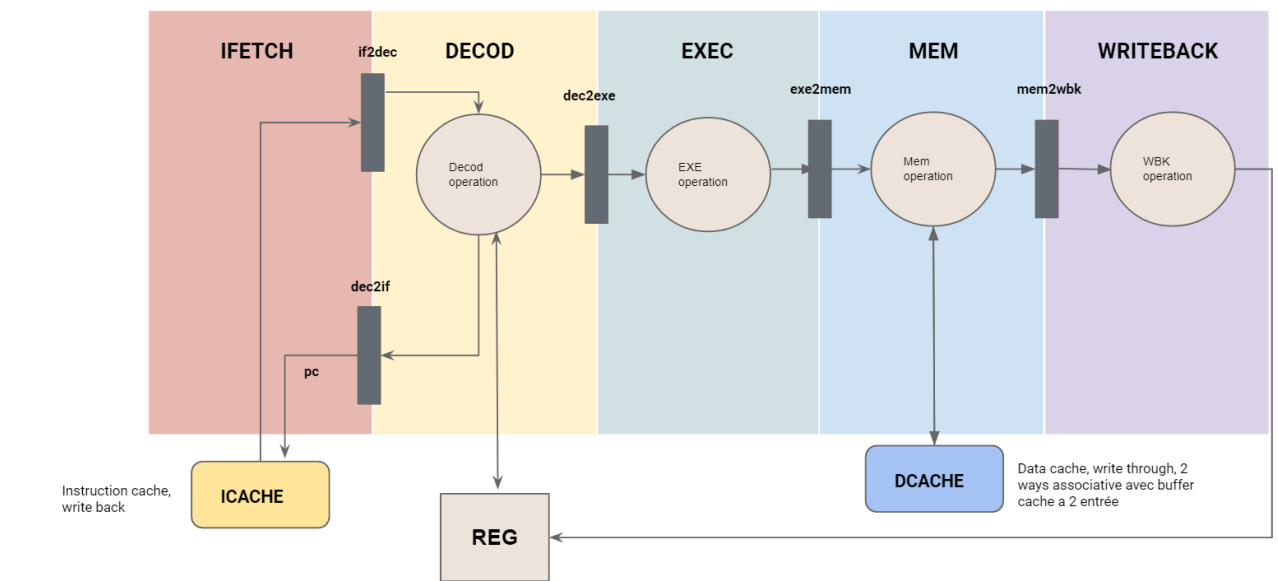 IFETCH
if2dec
DECOD
EXEC
MEM
WRITEBACK
dec2exe
exe2mem
mem2wbk
Decod
operation
EXE
operation
Mem
operation
WBK
operation
dec2if
pc
Instruction cache,
write back
ICACHE
REG
DCACHE
Data cache, write through, 2
ways associative avec buffer
cache a 2 entrée